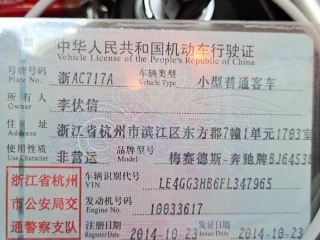 中华人民共和国机动车行驶证
Vehicle License of the People's Republic of China
号牌号码 浙AC717A 车辆类型 小型普通客车
Plate No. Vehicle Type
所有人 李伏信
Owner
住址 浙江省杭州市滨江区东方郡7幢1单元1703室
Address
使用性质 非营运 品牌型号 梅赛德斯-奔驰牌BJ6453
Use Character Model
浙江省杭州 车辆识别代号 LE4GG3HB6FL347965
VIN
市公安局交 发动机号码 10033617
Engine No.
通警察支队 注册日期 2014-10-23 发证日期 2014-10-23
Register Date Issue Date